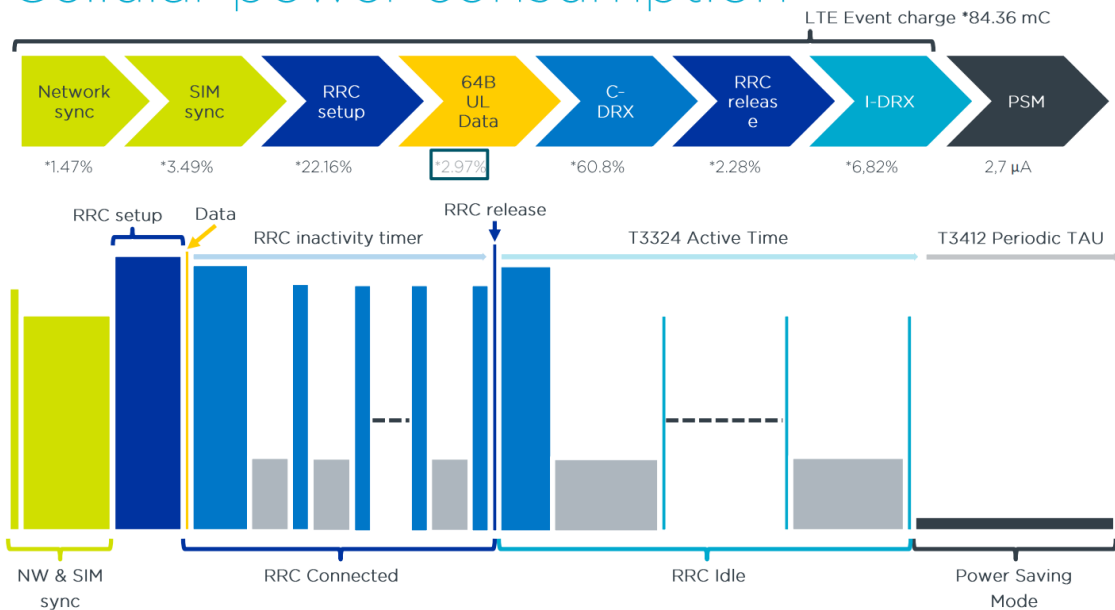 Cellular power consumption
LTE Event charge *84.36 mC
Network
sync
SIM
sync
RRC
setup
64B
UL
Data
C-
DRX
RRC
releas
e
I-DRX
PSM
*1.47%
*3.49%
*22.16%
*2.97%
*60.8%
*2.28%
*6,82%
2,7 µA
RRC setup
Data
RRC release
RRC inactivity timer
T3324 Active Time
T3412 Periodic TAU
NW & SIM
sync
RRC Connected
RRC Idle
Power Saving
Mode